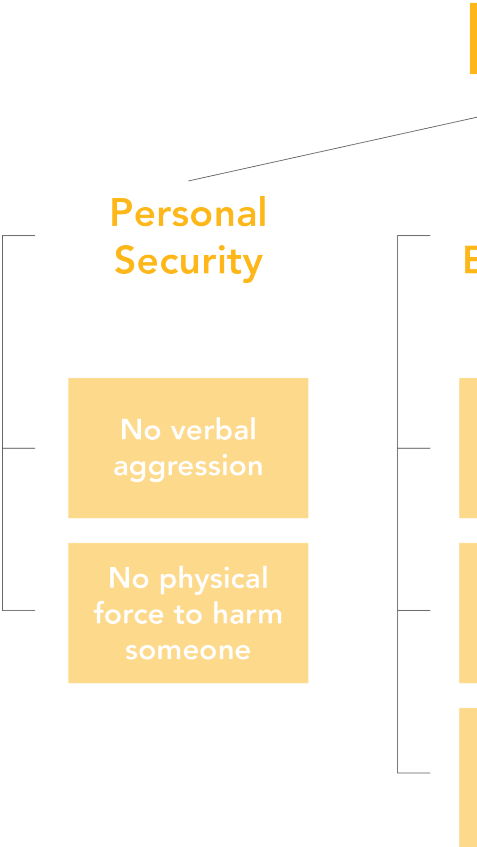 Personal
Security
No verbal
aggression
No physical
force to harm
someone